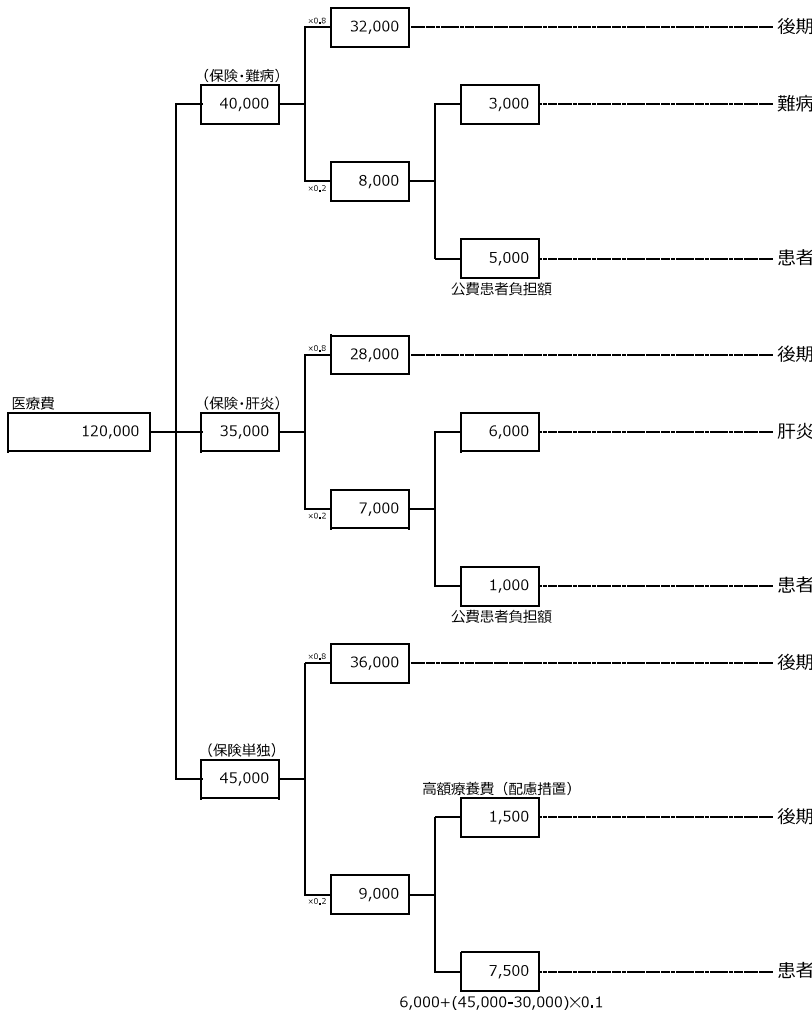 ×0.8
32,000
後期
(保険・難病)
40,000
3,000
難病
×0.2
8,000
5,000
患者
公費患者負担額
×0.8
28,000
後期
医療費
120,000
(保険・肝炎)
35,000
6,000
肝炎
×0.2
7,000
1,000
患者
公費患者負担額
×0.8
36,000
後期
(保険単独)
45,000
高額療養費（配慮措置）
1,500
後期
×0.2
9,000
7,500
患者
6,000+(45,000-30,000)×0.1